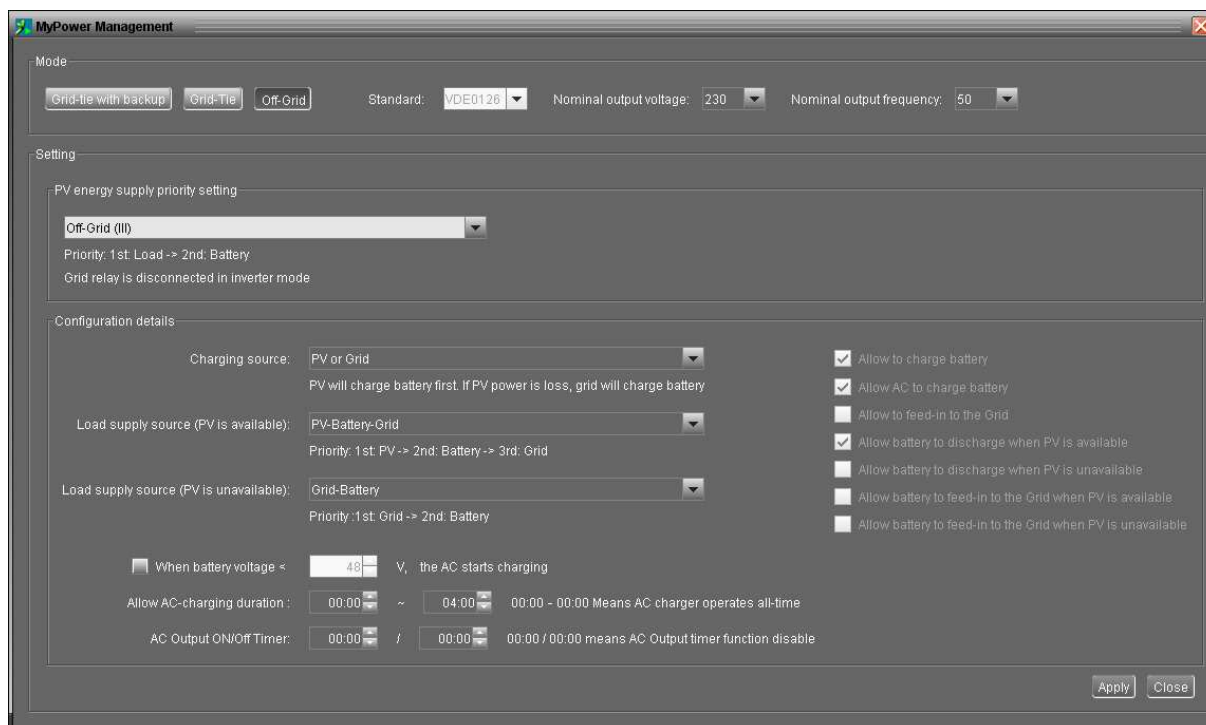 MyPower Management
Mode
Grid-tie with backup Grid-Tie Off-Grid Standard: VDE0126 Nominal output voltage: 230 Nominal output frequency: 50
Setting
PV energy supply priority setting
Off-Grid (III)
Priority: 1st: Load -> 2nd: Battery
Grid relay is disconnected in inverter mode
Configuration details
Charging source: PV or Grid
PV will charge battery first. If PV power is loss, grid will charge battery
Load supply source (PV is available): PV-Battery-Grid
Priority: 1st: PV -> 2nd: Battery -> 3rd: Grid
Load supply source (PV is unavailable): Grid-Battery
Priority :1st: Grid -> 2nd: Battery
When battery voltage < 48 V, the AC starts charging
Allow AC-charging duration : 00:00 ~ 04:00 00:00 - 00:00 Means AC charger operates all-time
AC Output ON/Off Timer: 00:00 / 00:00 00:00 / 00:00 means AC Output timer function disable
Allow to charge battery
Allow AC to charge battery
Allow to feed-in to the Grid
Allow battery to discharge when PV is available
Allow battery to discharge when PV is unavailable
Allow battery to feed-in to the Grid when PV is available
Allow battery to feed-in to the Grid when PV is unavailable
Apply Close